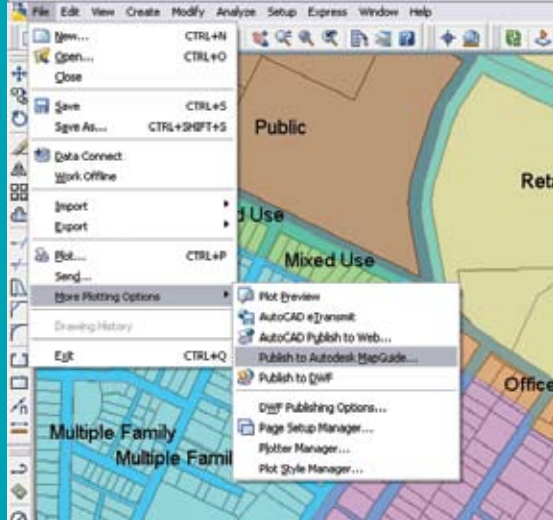 File Edit View Create Modify Analyze Setup Express Window Help
New... CTRL+N
Open... CTRL+O
Close
Save CTRL+S
Save As... CTRL+SHIFT+S
Data Connect
Work Offline
Import
Export
Plot... CTRL+P
Send...
More Plotting Options
Drawing History
Exit CTRL+Q
Plot Preview
AutoCAD eTransmit
AutoCAD Publish to Web...
Publish to Autodesk MapGuide...
Publish to DWF
DWF Publishing Options...
Page Setup Manager...
Plotter Manager...
Plot Style Manager...
Public
Reta
d Use
Mixed Use
Office
Multiple Family
Multiple Famil